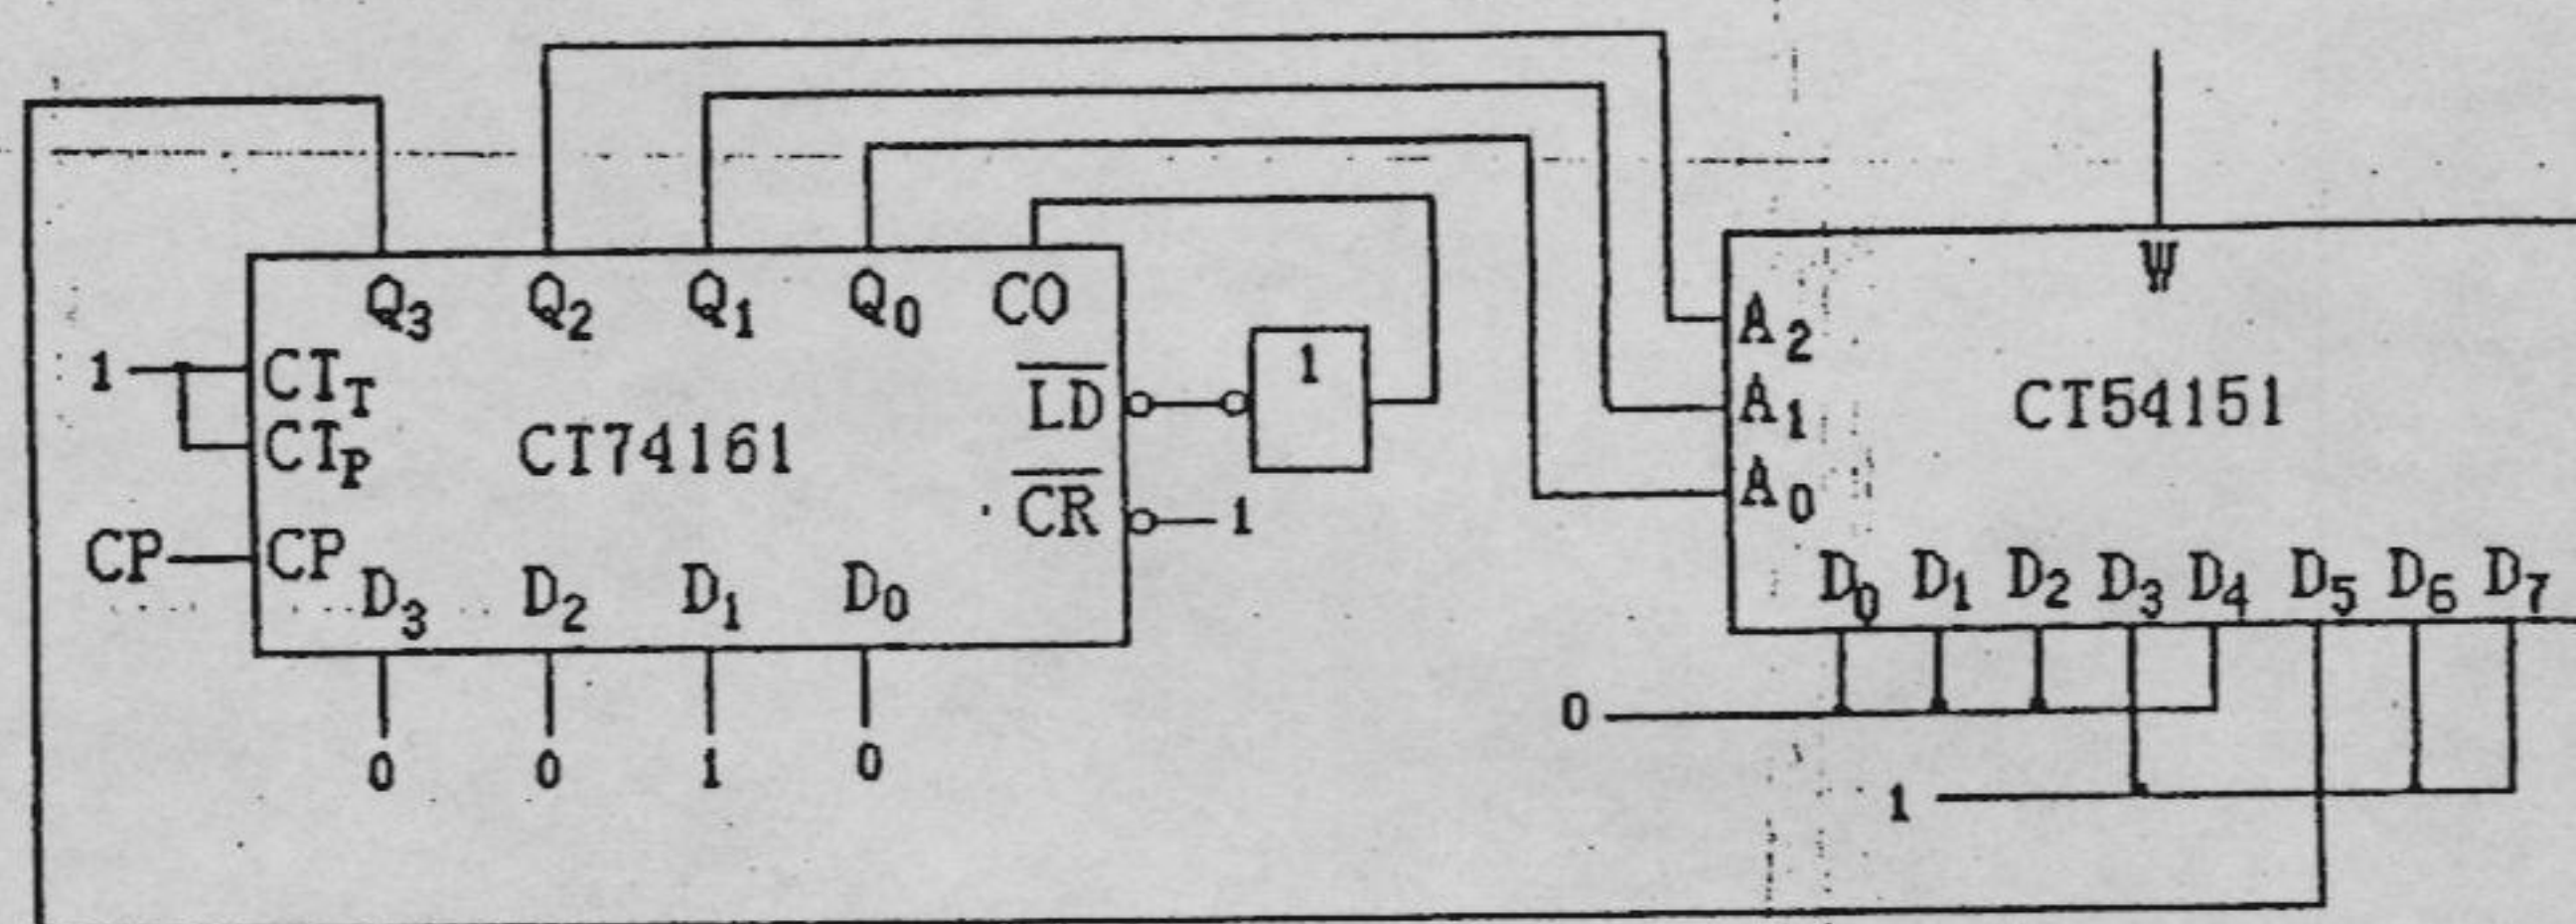 W
Q3 Q2 Q1 Q0 CO
A2
1 CTT
1
LD
CT74161
CT54151
A1
CTP
CR 1
A0
CP CP
D3 D2 D1 D0
D0 D1 D2 D3 D4 D5 D6 D7
0 0 1 0
0
1